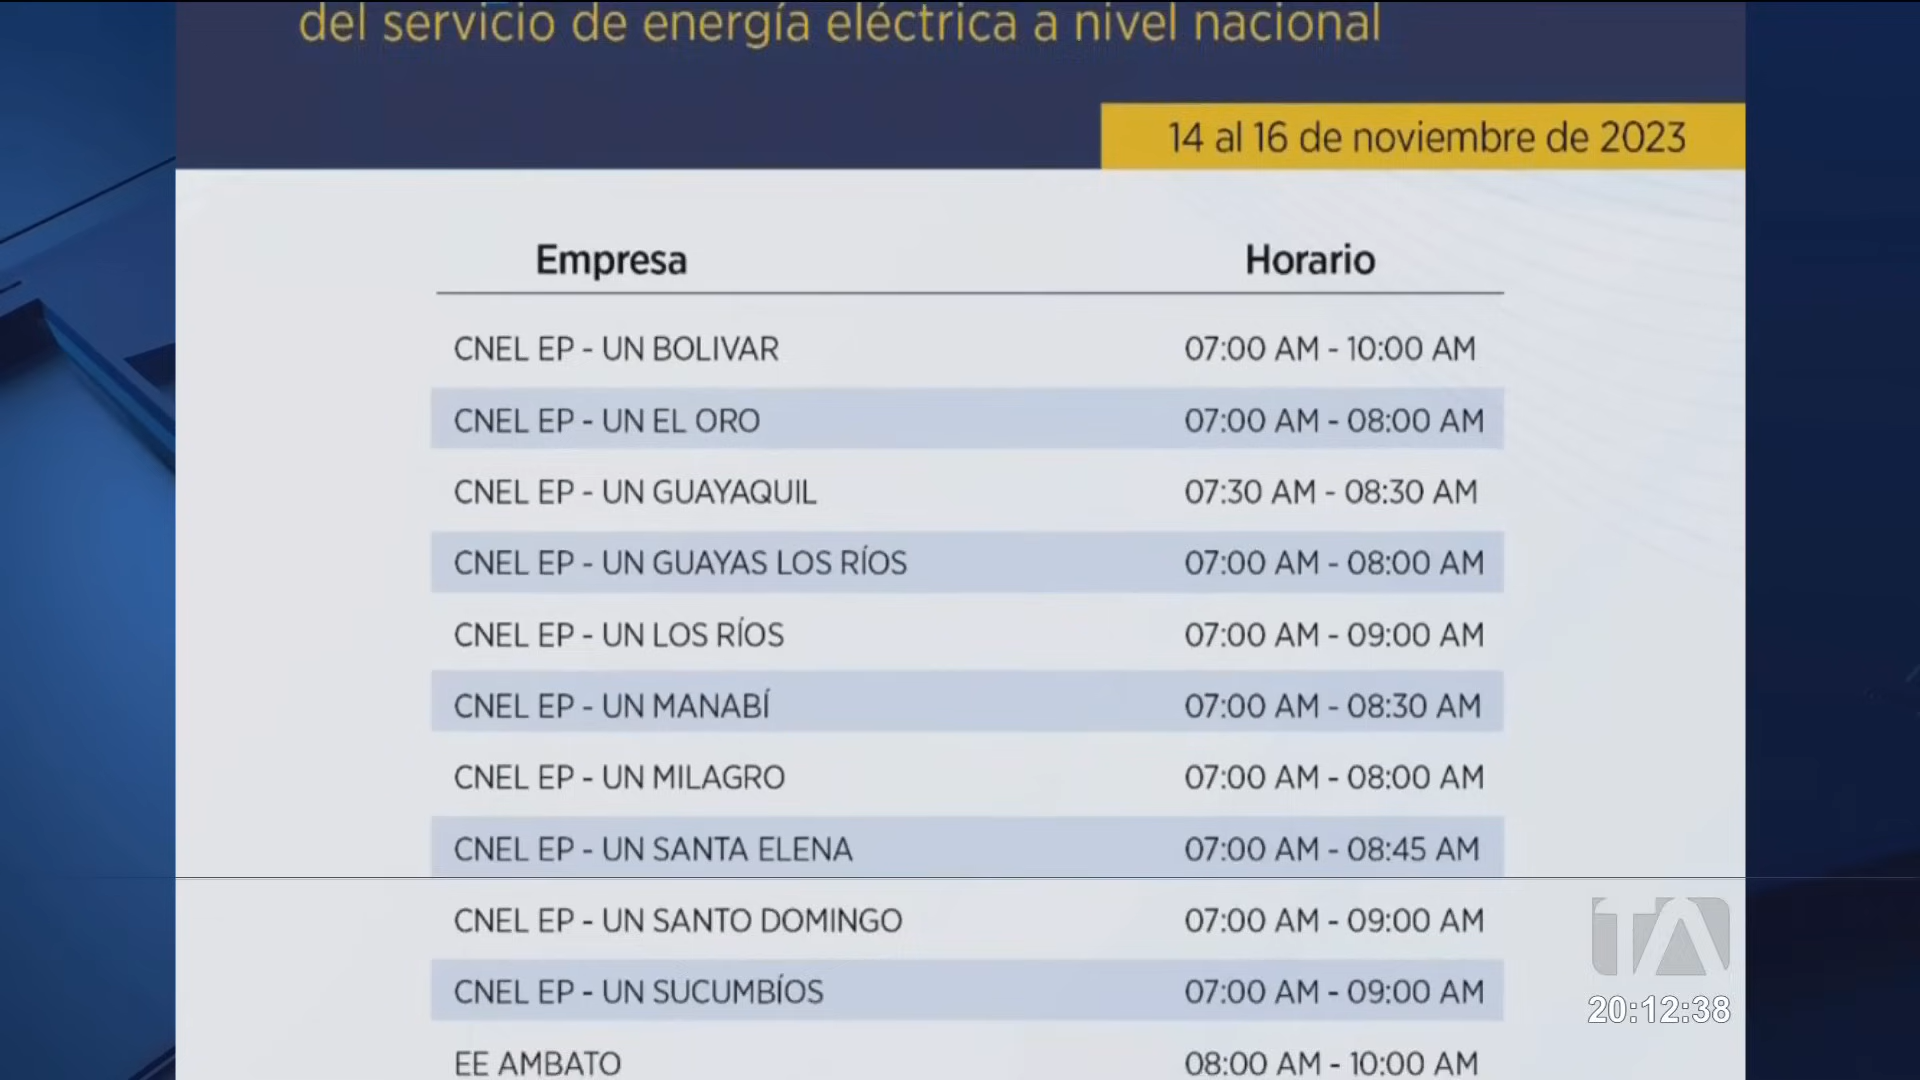 del servicio de energía eléctrica a nivel nacional
14 al 16 de noviembre de 2023
Empresa Horario
CNEL EP - UN BOLIVAR 07:00 AM - 10:00 AM
CNEL EP - UN EL ORO 07:00 AM - 08:00 AM
CNEL EP - UN GUAYAQUIL 07:30 AM - 08:30 AM
CNEL EP - UN GUAYAS LOS RÍOS 07:00 AM - 08:00 AM
CNEL EP - UN LOS RÍOS 07:00 AM - 09:00 AM
CNEL EP - UN MANABÍ 07:00 AM - 08:30 AM
CNEL EP - UN MILAGRO 07:00 AM - 08:00 AM
CNEL EP - UN SANTA ELENA 07:00 AM - 08:45 AM
CNEL EP - UN SANTO DOMINGO 07:00 AM - 09:00 AM
CNEL EP - UN SUCUMBÍOS 07:00 AM - 09:00 AM
EE AMBATO 08:00 AM - 10:00 AM
TA
20:12:38